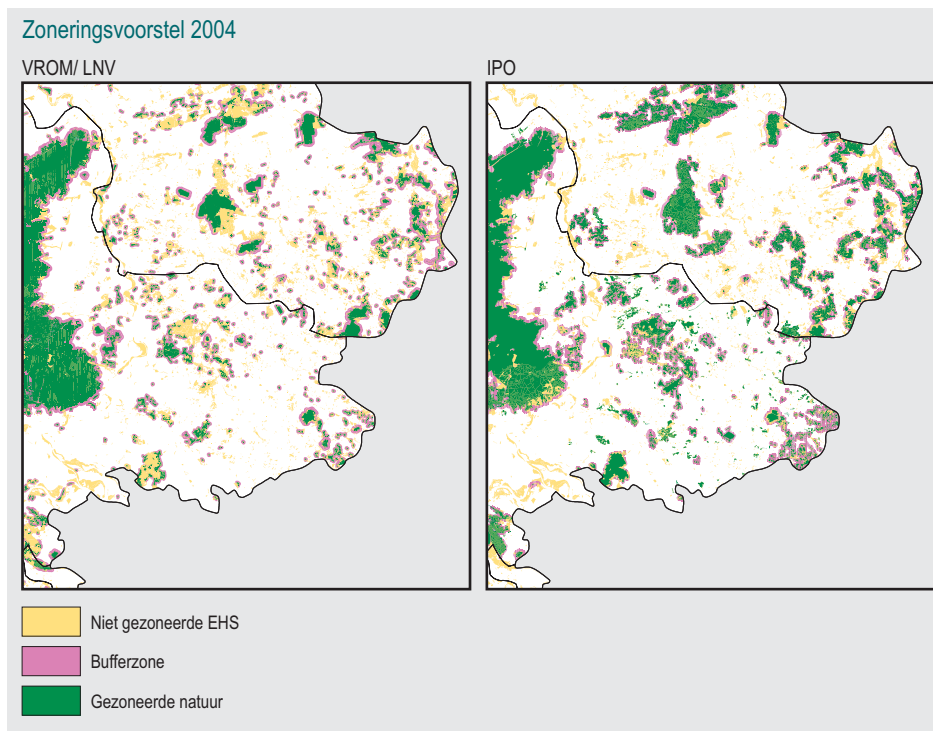 Zoneringsvoorstel 2004
VROM/ LNV
IPO
Niet gezoneerde EHS
Bufferzone
Gezoneerde natuur